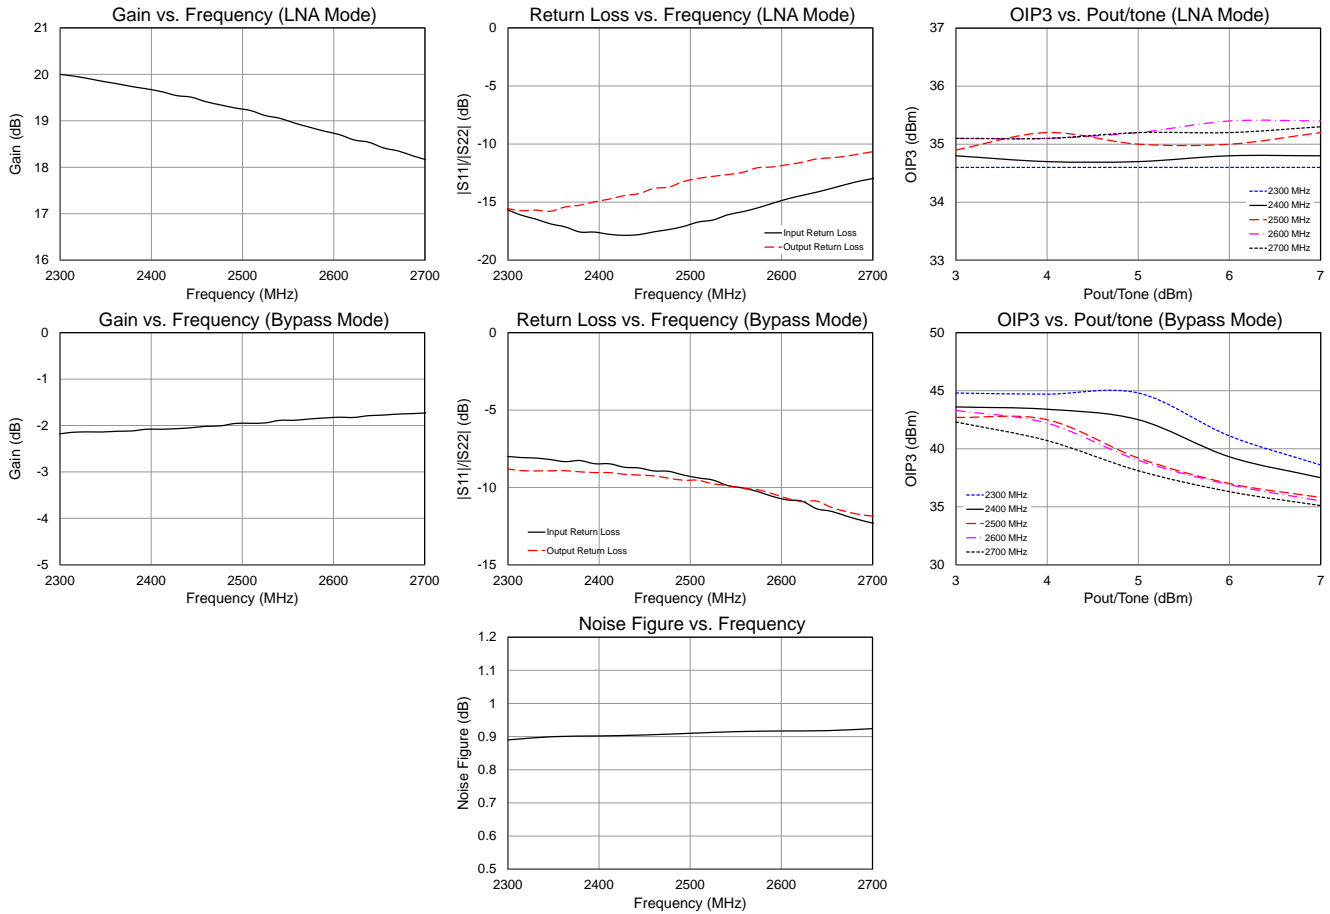 Gain vs. Frequency (LNA Mode)
21
20
19
18
17
16
Gain (dB)
2300
2400
2500
2600
2700
Frequency (MHz)
Return Loss vs. Frequency (LNA Mode)
0
-5
-10
-15
-20
|S11|/|S22| (dB)
Input Return Loss
Output Return Loss
2300
2400
2500
2600
2700
Frequency (MHz)
OIP3 vs. Pout/tone (LNA Mode)
37
36
35
34
33
OIP3 (dBm)
2300 MHz
2400 MHz
2500 MHz
2600 MHz
2700 MHz
3
4
5
6
7
Pout/Tone (dBm)
Gain vs. Frequency (Bypass Mode)
0
-1
-2
-3
-4
-5
Gain (dB)
2300
2400
2500
2600
2700
Frequency (MHz)
Return Loss vs. Frequency (Bypass Mode)
0
-5
-10
-15
|S11|/|S22| (dB)
Input Return Loss
Output Return Loss
2300
2400
2500
2600
2700
Frequency (MHz)
OIP3 vs. Pout/tone (Bypass Mode)
50
45
40
35
30
OIP3 (dBm)
2300 MHz
2400 MHz
2500 MHz
2600 MHz
2700 MHz
3
4
5
6
7
Pout/Tone (dBm)
Noise Figure vs. Frequency
1.2
1.1
1
0.9
0.8
0.7
0.6
0.5
Noise Figure (dB)
2300
2400
2500
2600
2700
Frequency (MHz)